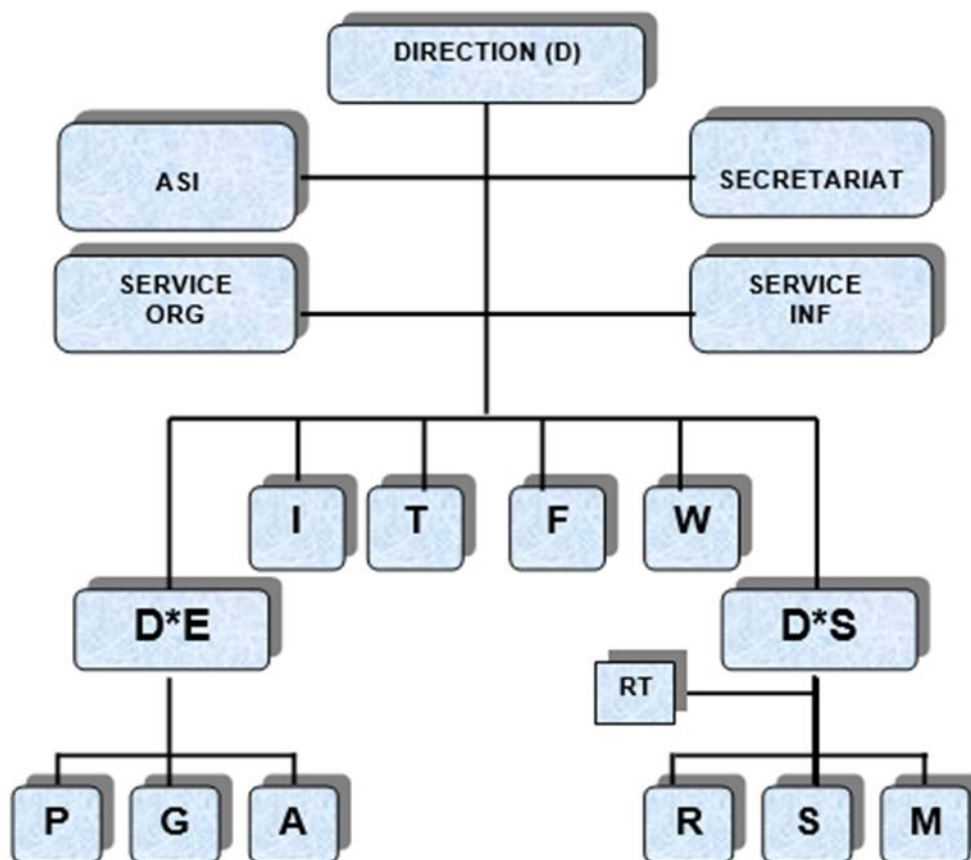 DIRECTION (D)
ASI
SECRETARIAT
SERVICE
ORG
SERVICE
INF
I
T
F
W
D*E
D*S
RT
P
G
A
R
S
M